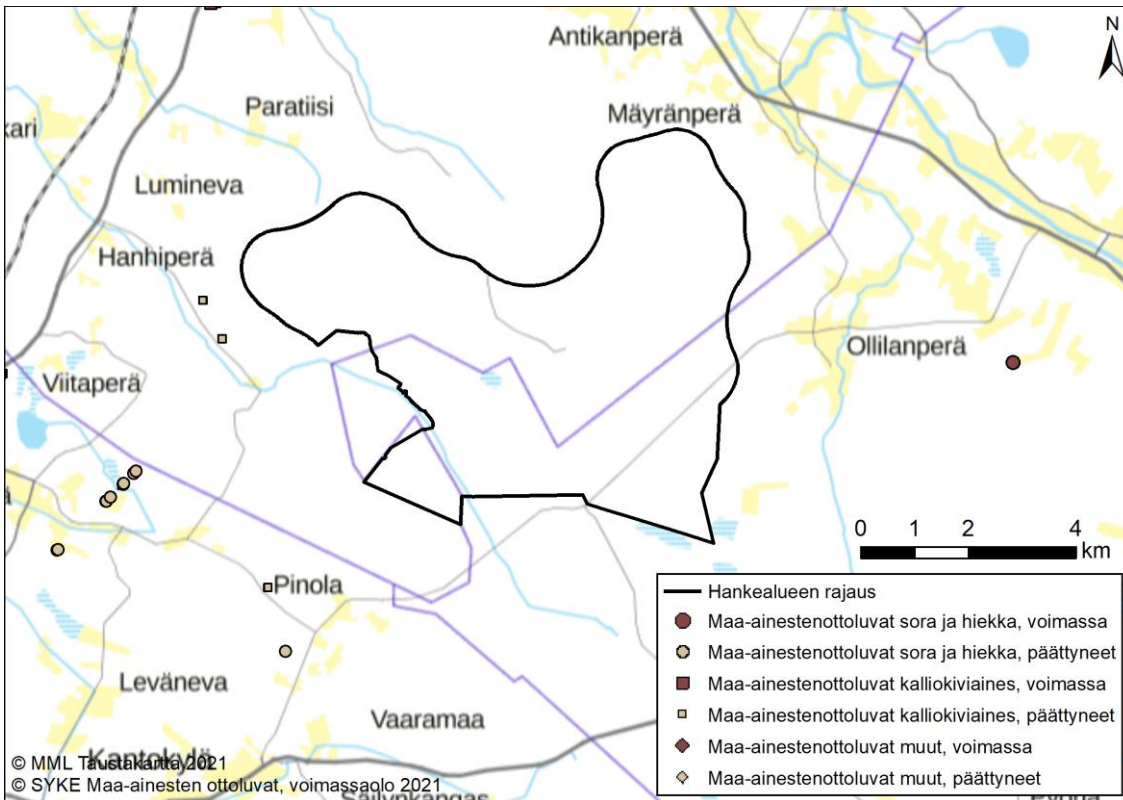 Antikanperä
N
Paratiisi
Mäyränperä
Lumineva
Hanhiperä
Ollilanperä
Viitaperä
0 1 2 4
km
Pinola
Leväneva
Vaaramaa
Kantokylä
Hankealueen rajaus
Maa-ainestenottoluvat sora ja hiekka, voimassa
Maa-ainestenottoluvat sora ja hiekka, päättyneet
Maa-ainestenottoluvat kalliokiviaines, voimassa
Maa-ainestenottoluvat kalliokiviaines, päättyneet
Maa-ainestenottoluvat muut, voimassa
Maa-ainestenottoluvat muut, päättyneet
© MML Taustakartta 2021
© SYKE Maa-ainesten ottoluvat, voimassaolo 2021